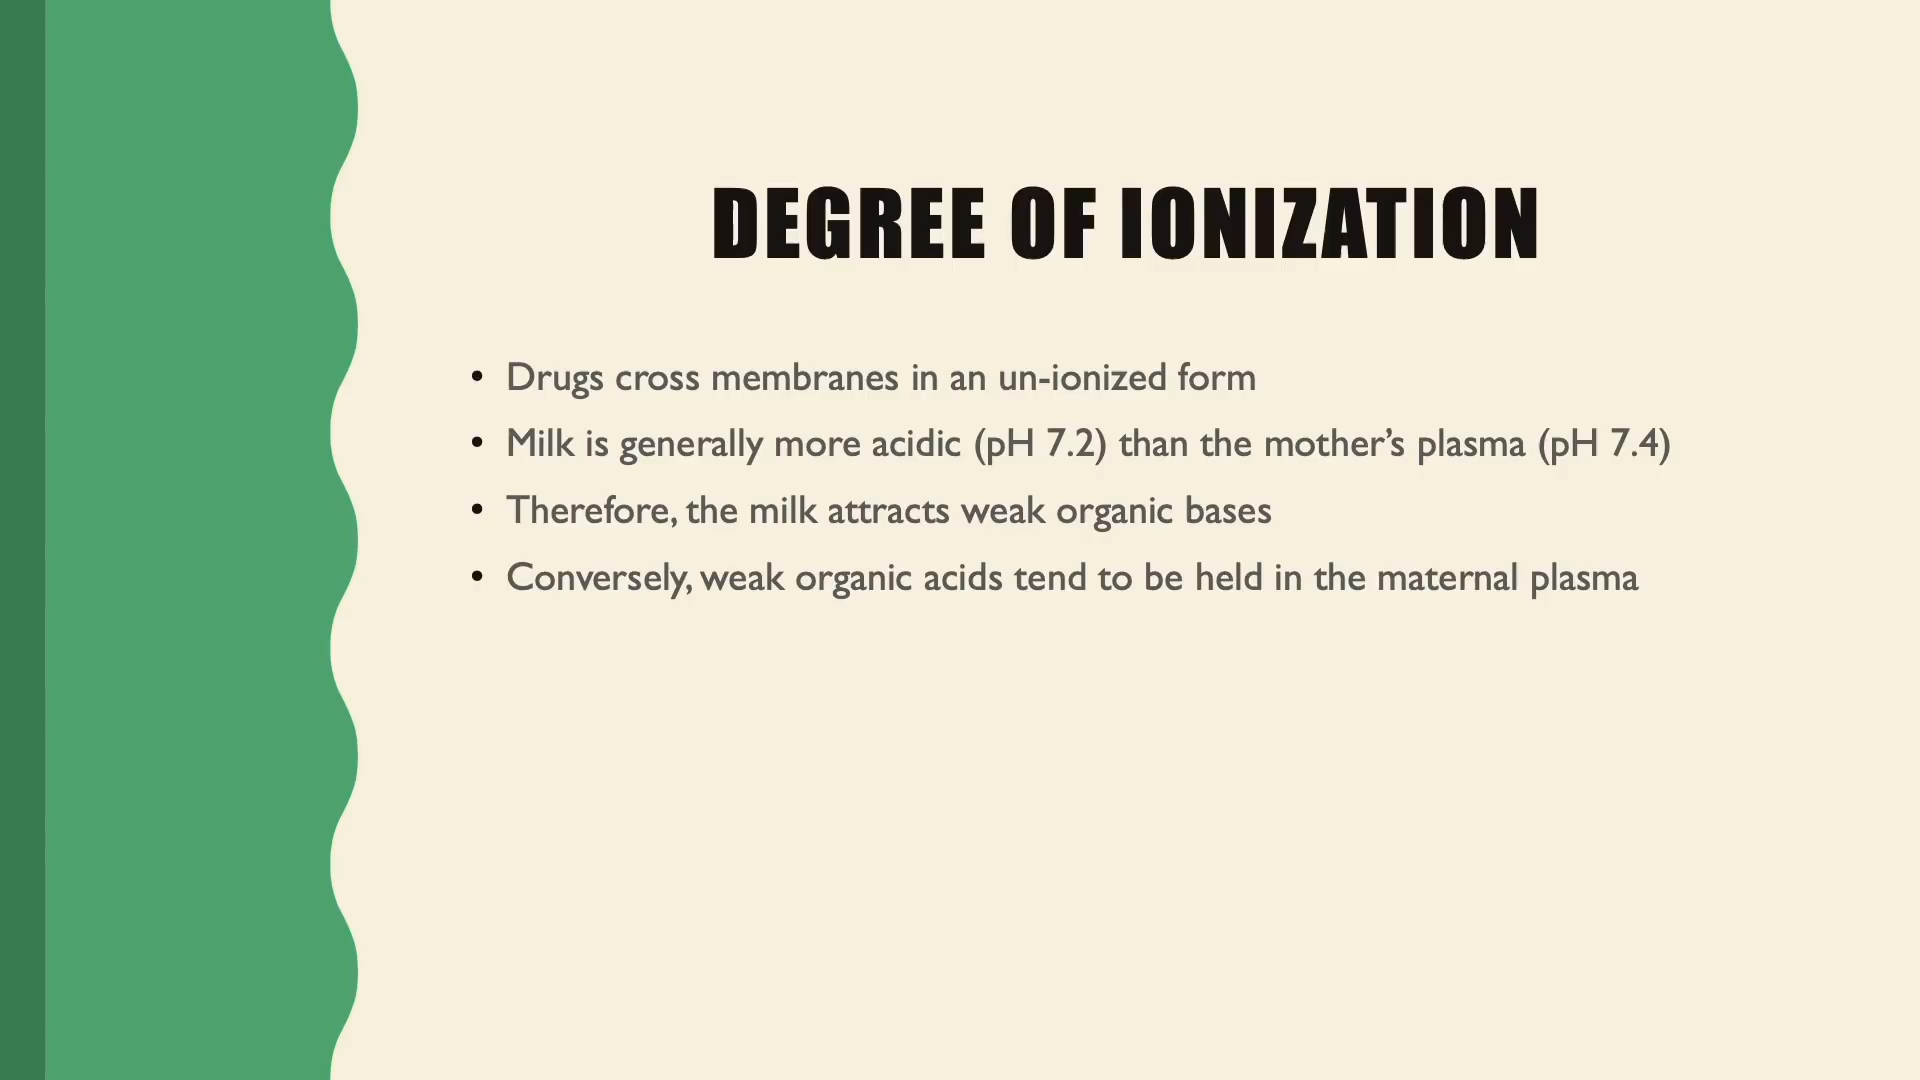 DEGREE OF IONIZATION
• Drugs cross membranes in an un-ionized form
• Milk is generally more acidic (pH 7.2) than the mother’s plasma (pH 7.4)
• Therefore, the milk attracts weak organic bases
• Conversely, weak organic acids tend to be held in the maternal plasma